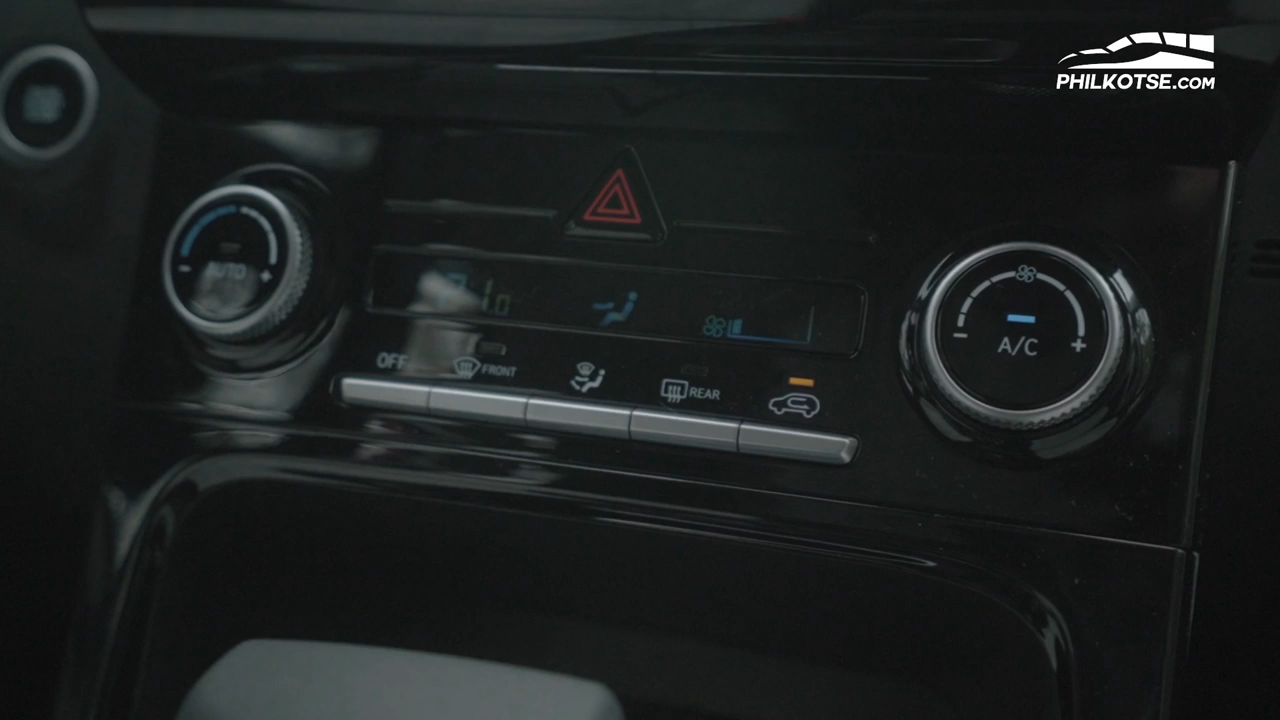 PHILKOTSE.COM
AUTO
- +
OFF
FRONT
REAR
A/C
- +